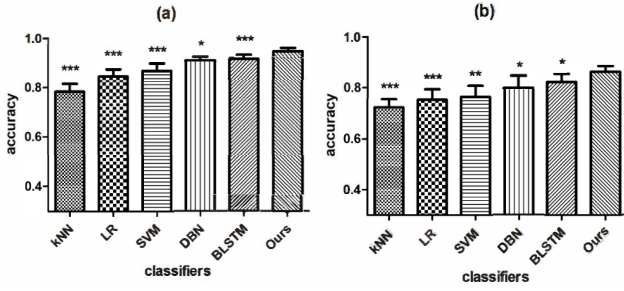 (a)
1.0
0.8
0.6
0.4
accuracy
*** *** *** * ***
kNN LR SVM DBN BLSTM Ours
classifiers
(b)
1.0
0.8
0.6
0.4
accuracy
*** *** ** * *
kNN LR SVM DBN BLSTM Ours
classifiers